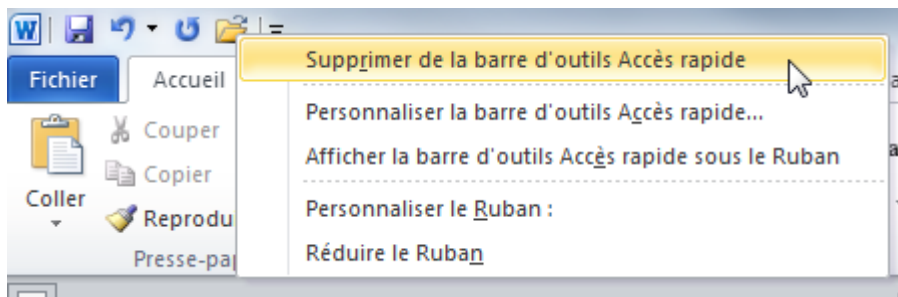 Supprimer de la barre d'outils Accès rapide
Fichier Accueil
Personnaliser la barre d'outils Accès rapide...
Couper
Afficher la barre d'outils Accès rapide sous le Ruban
Copier
Coller
Personnaliser le Ruban :
Reprodu
Réduire le Ruban
Presse-pa